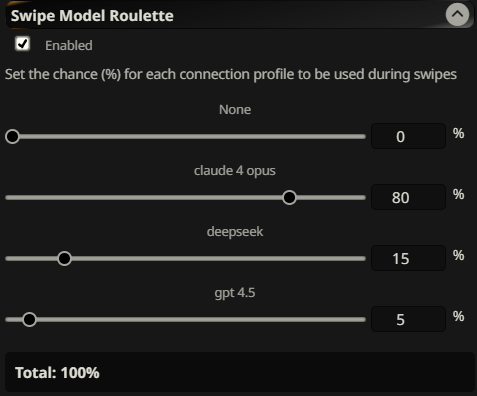 Swipe Model Roulette
Enabled
Set the chance (%) for each connection profile to be used during swipes
None
0 %
claude 4 opus
80 %
deepseek
15 %
gpt 4.5
5 %
Total: 100%